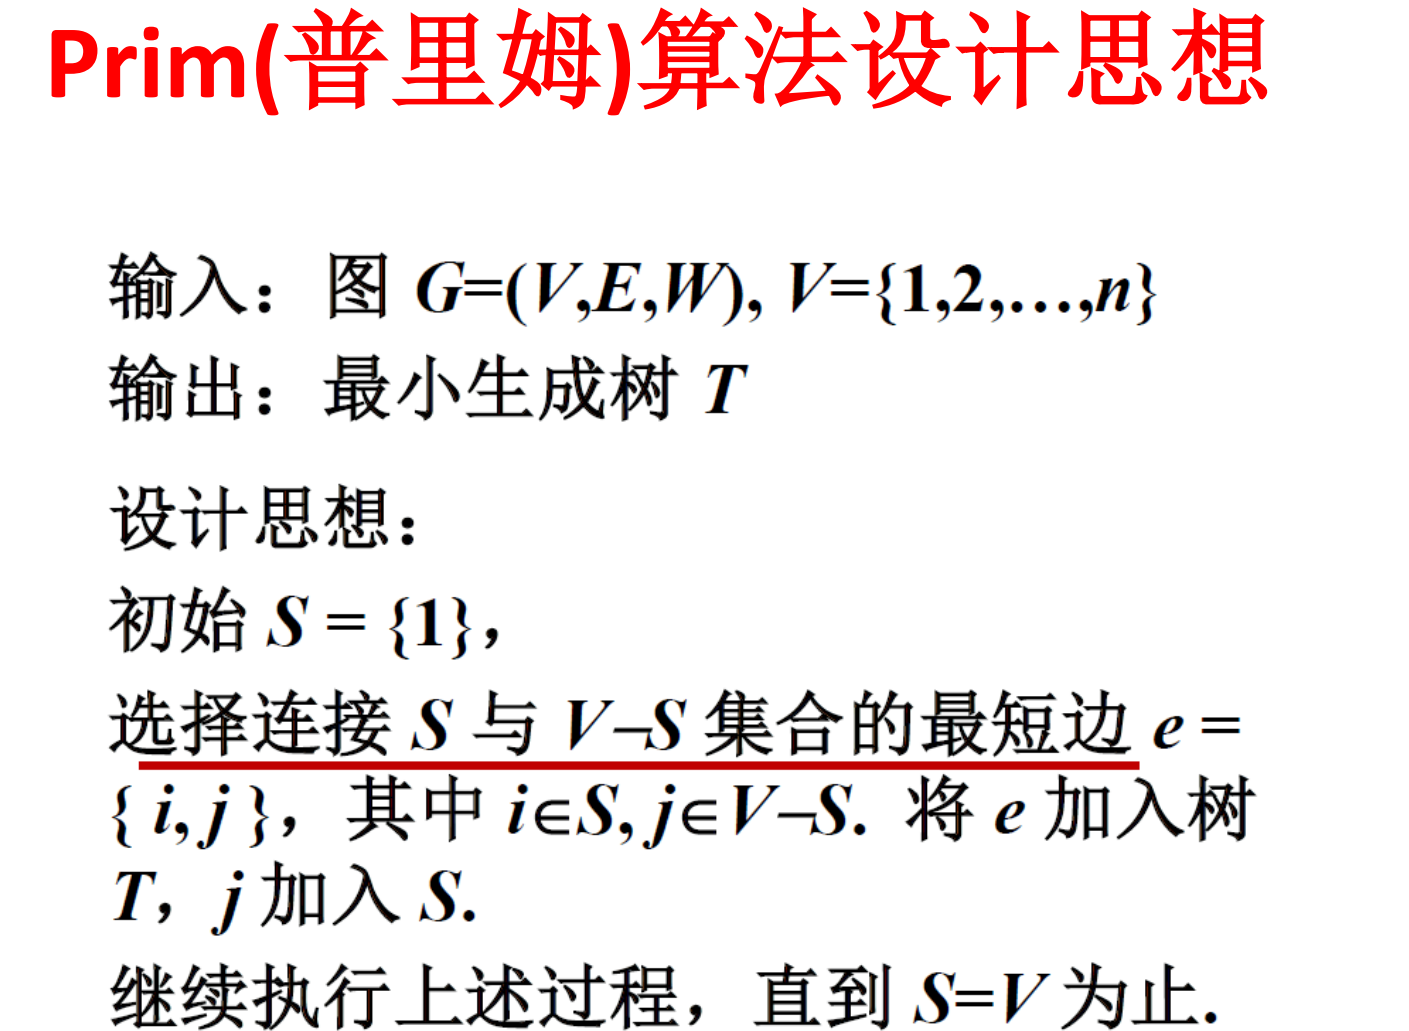 Prim(普里姆)算法设计思想
输入：图 G=(V,E,W), V={1,2,…,n}
输出：最小生成树 T
设计思想：
初始 S = {1}，
选择连接 S 与 V–S 集合的最短边 e =
{ i, j }，其中 i∈S, j∈V–S. 将 e 加入树
T，j 加入 S.
继续执行上述过程，直到 S=V 为止.